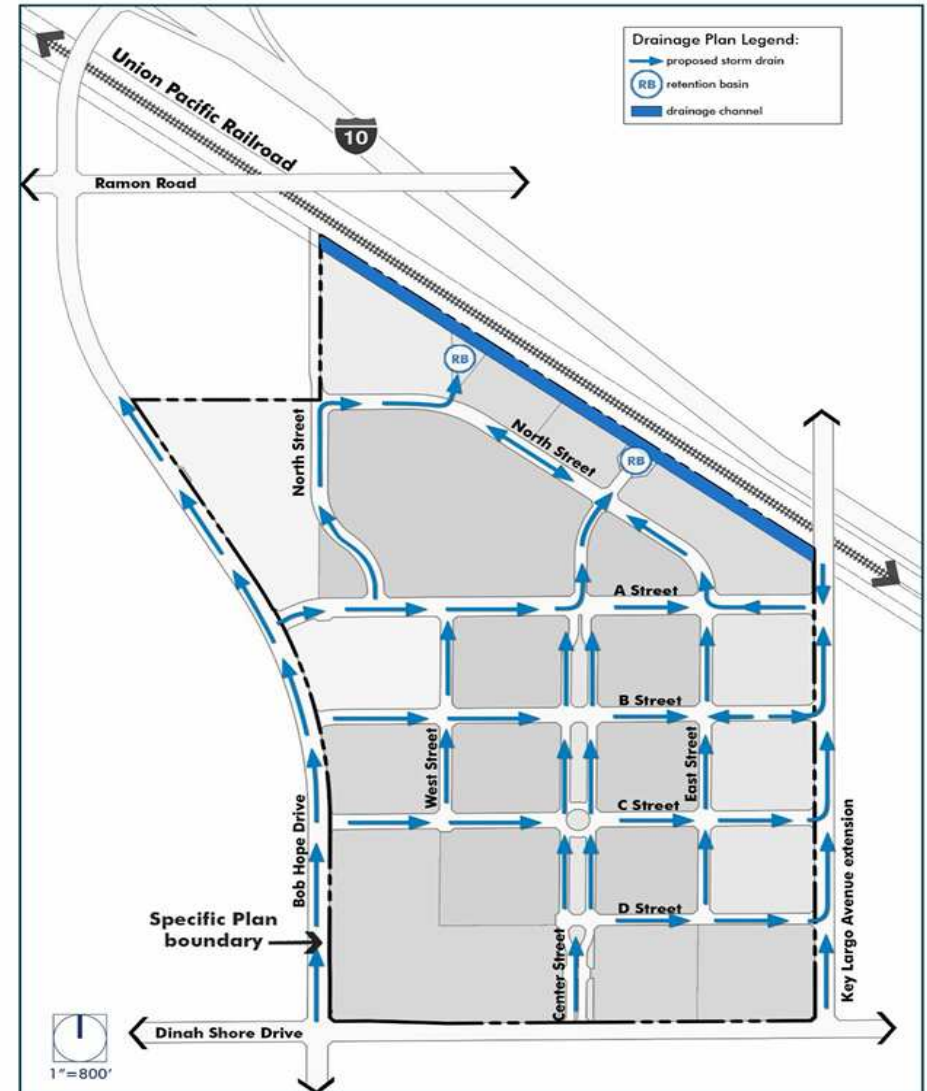 Drainage Plan Legend:
proposed storm drain
RB retention basin
drainage channel
Union Pacific Railroad
10
Ramon Road
RB
North Street
North Street
RB
A Street
B Street
West Street
East Street
C Street
Bob Hope Drive
Key Largo Avenue extension
D Street
Specific Plan
boundary
Center Street
Dinah Shore Drive
1"=800'